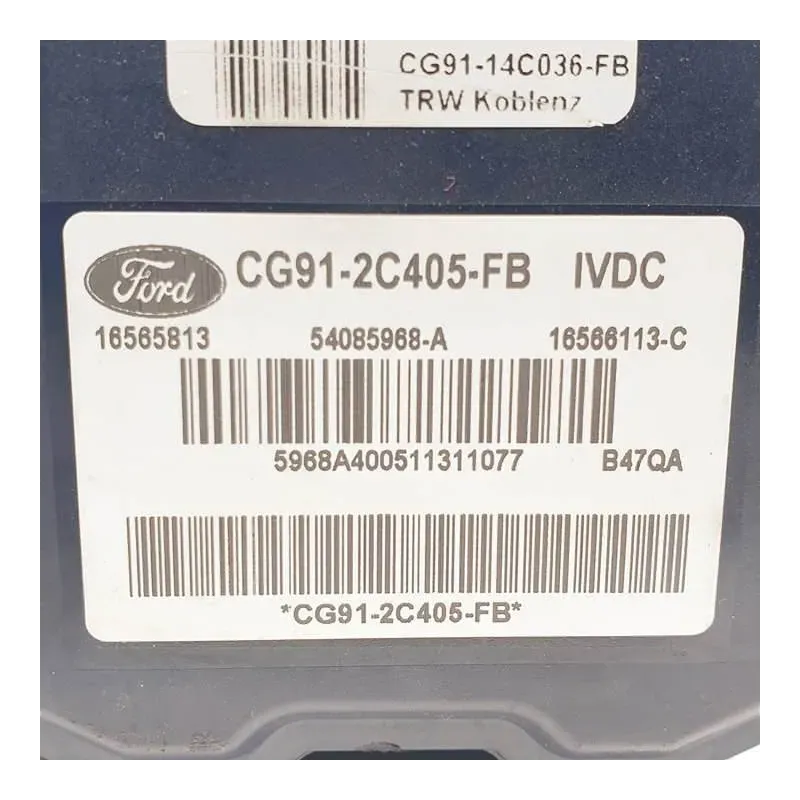 CG91-14C036-FB
TRW Koblenz
Ford CG91-2C405-FB IVDC
16565813 54085968-A 16566113-C
5968A400511311077 B47QA
*CG91-2C405-FB*